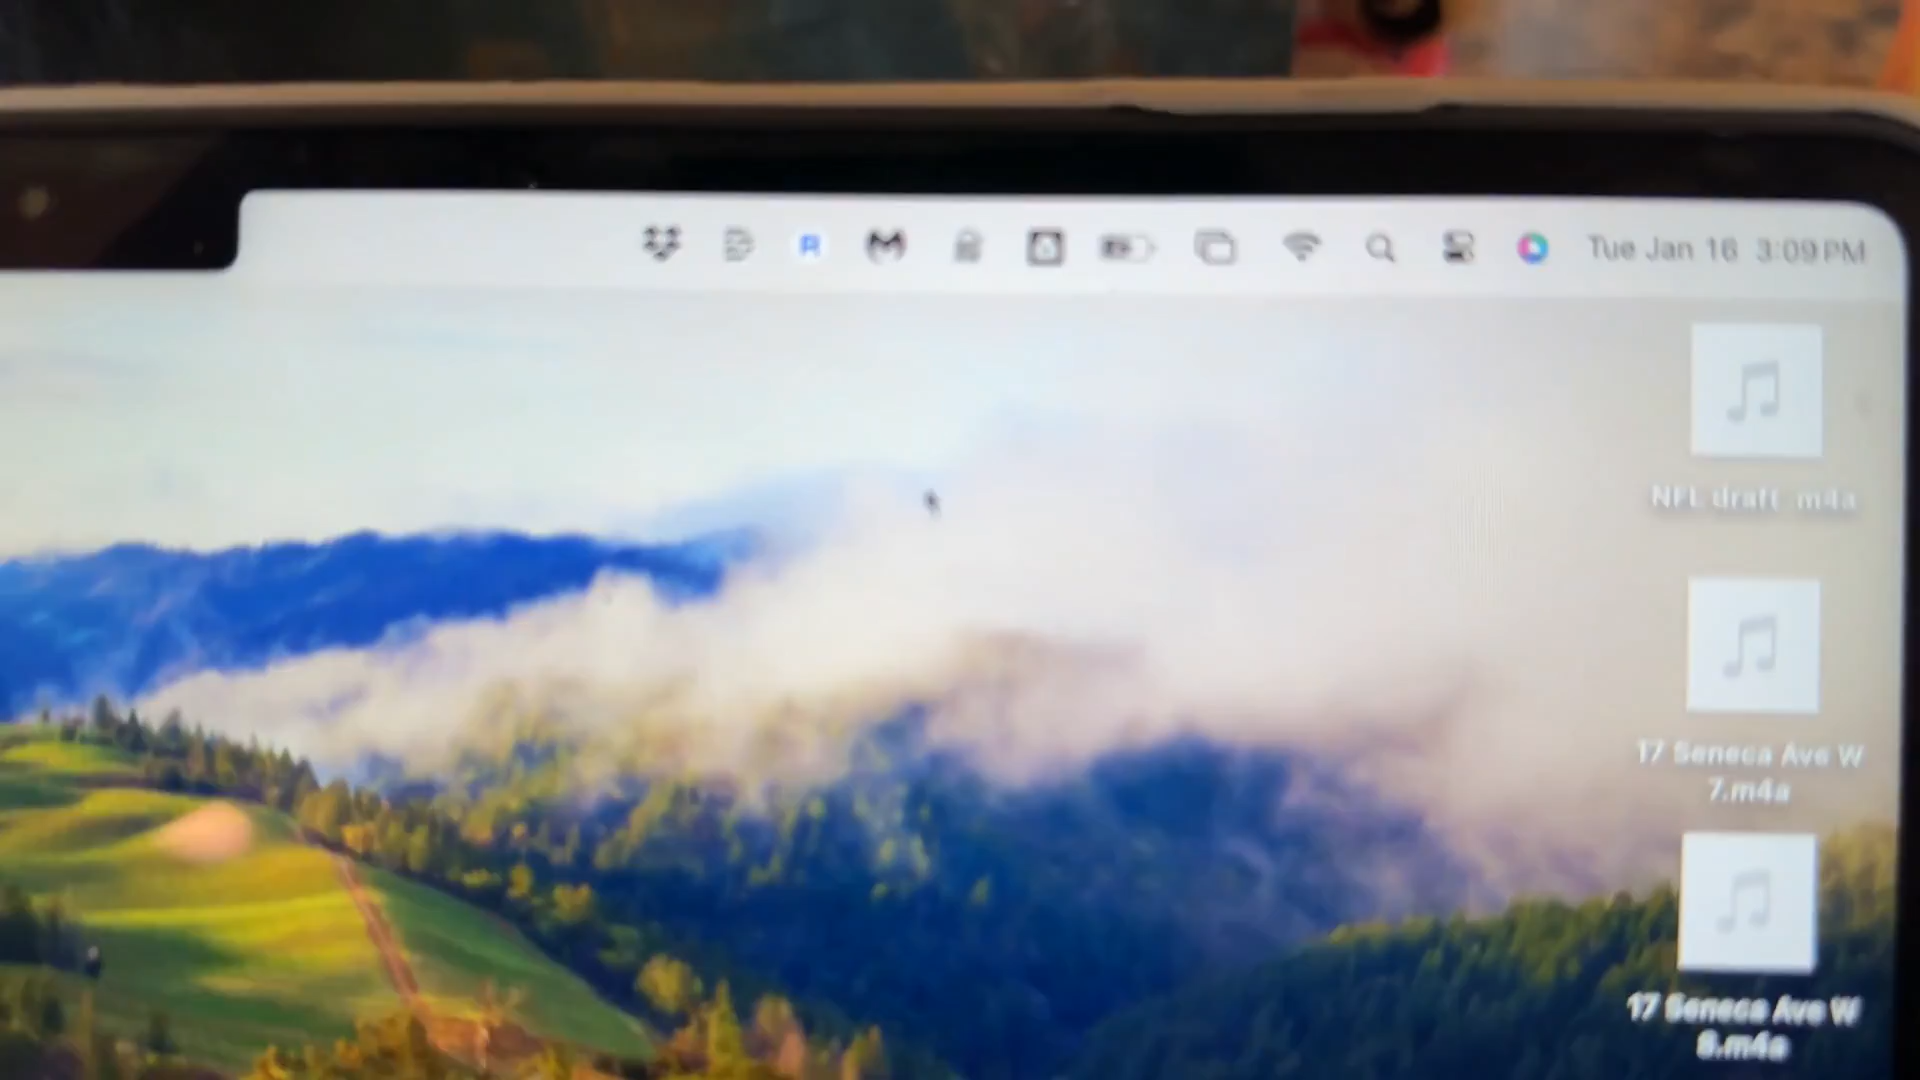 R
Tue Jan 16 3:09 PM
NFL draft .m4a
17 Seneca Ave W
7.m4a
17 Seneca Ave W
8.m4a